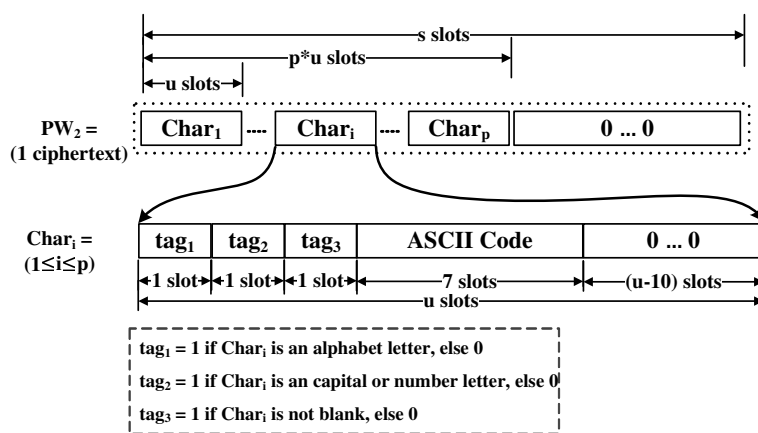 s slots
p*u slots
u slots
PW₂ =
(1 ciphertext)
Char₁ Charᵢ Charₚ 0 ... 0
Charᵢ =
(1≤i≤p)
tag₁ tag₂ tag₃ ASCII Code 0 ... 0
1 slot 1 slot 1 slot 7 slots (u-10) slots
u slots
tag₁ = 1 if Charᵢ is an alphabet letter, else 0
tag₂ = 1 if Charᵢ is an capital or number letter, else 0
tag₃ = 1 if Charᵢ is not blank, else 0